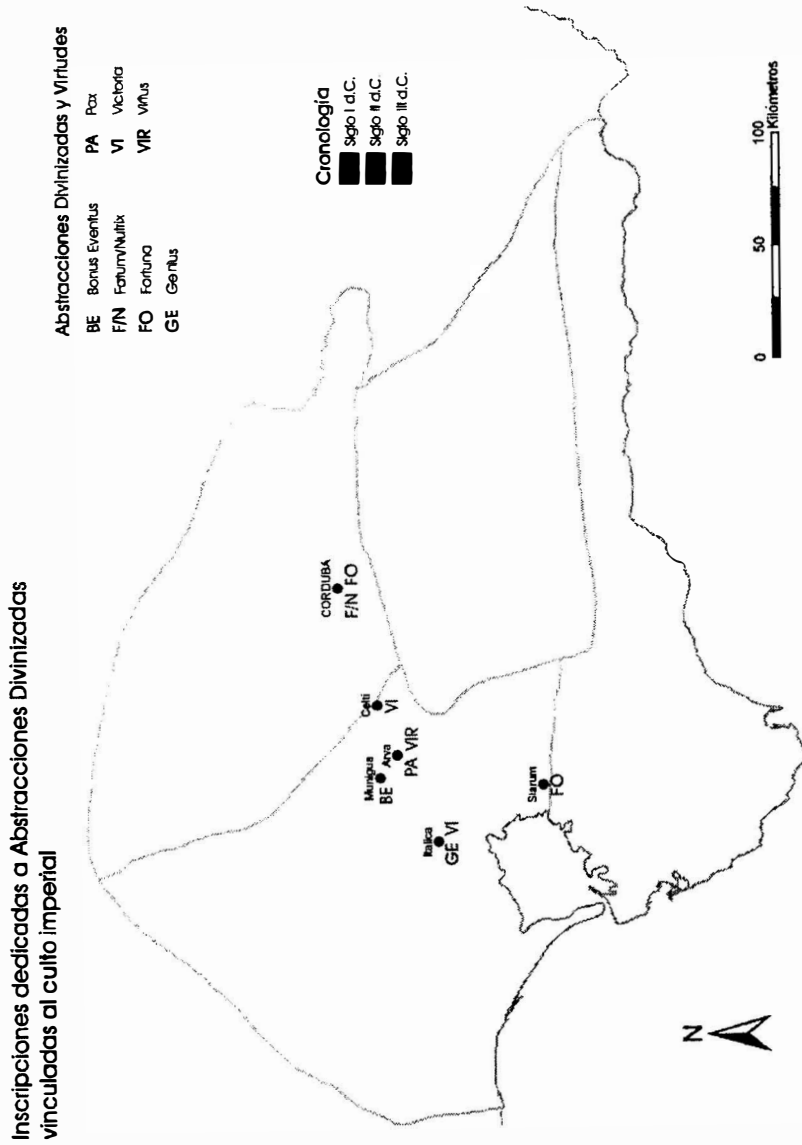 Inscripciones dedicadas a Abstracciones Divinizadas
vinculadas al culto imperial
Abstracciones Divinizadas y Virtudes
BE Bonus Eventus PA Pax
F/N Fatum/Nutrix VI Victoria
FO Fortuna VIR Virtus
GE Genius
Cronología
Siglo I d.C.
Siglo II d.C.
Siglo III d.C.
CORDUBA
F/N FO
Celti
VI
Munigua
BE
Arva
PA VIR
Italica
GE VI
Siarum
FO
N
0 50 100
Kilómetros